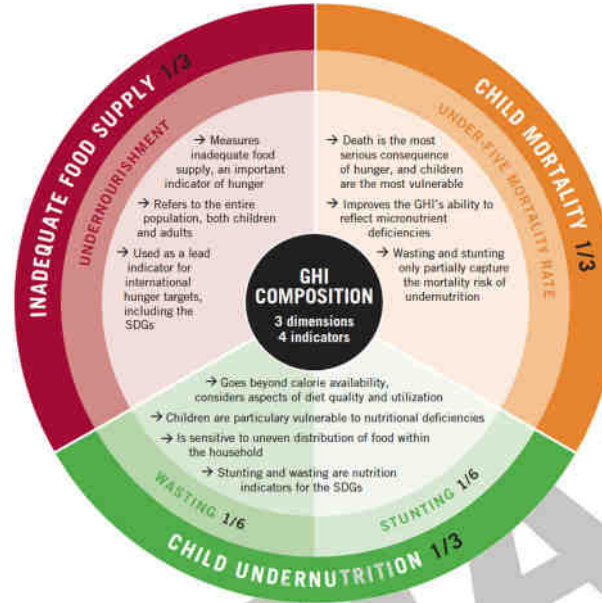 INADEQUATE FOOD SUPPLY 1/3
UNDERNOURISHMENT
→ Measures
inadequate food
supply, an important
indicator of hunger
→ Refers to the entire
population, both children
and adults
→ Used as a lead
indicator for
international
hunger targets,
including the
SDGs
CHILD MORTALITY 1/3
UNDER-FIVE MORTALITY RATE
→ Death is the most
serious consequence
of hunger, and children
are the most vulnerable
→ Improves the GHI's ability to
reflect micronutrient
deficiencies
→ Wasting and stunting
only partially capture
the mortality risk of
undernutrition
GHI
COMPOSITION
3 dimensions
4 indicators
→ Goes beyond calorie availability,
considers aspects of diet quality and utilization
→ Children are particulary vulnerable to nutritional deficiencies
→ Is sensitive to uneven distribution of food within
the household
→ Stunting and wasting are nutrition
indicators for the SDGs
WASTING 1/6
STUNTING 1/6
CHILD UNDERNUTRITION 1/3